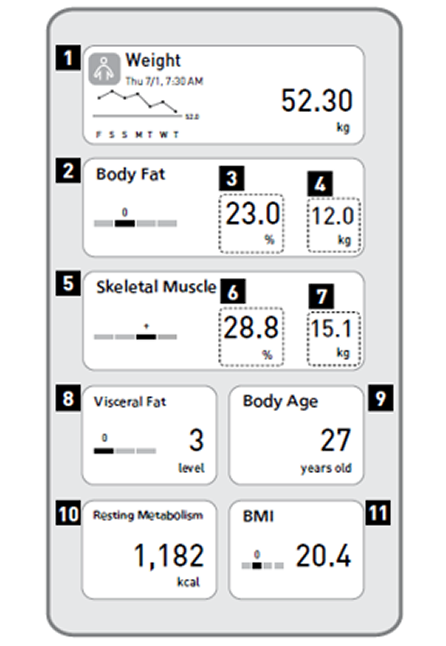 1
Weight
Thu 7/1, 7:30 AM
52.30
kg
52.0
F S S M T W T
2
Body Fat
3
4
0
23.0
%
12.0
kg
5
Skeletal Muscle
6
7
+
28.8
%
15.1
kg
8
Visceral Fat
0
3
level
Body Age
9
27
years old
10
Resting Metabolism
1,182
kcal
BMI
11
0
20.4